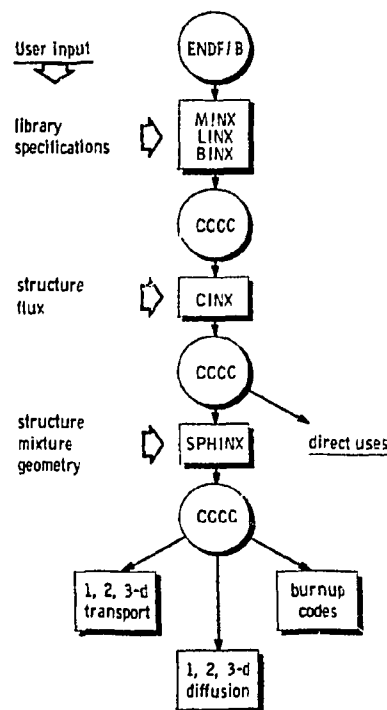 User input
ENDF/B
library
specifications
MINX
LINX
BINX
CCCC
structure
flux
CINX
CCCC
direct uses
structure
mixture
geometry
SPHINX
CCCC
1, 2, 3-d
transport
burnup
codes
1, 2, 3-d
diffusion